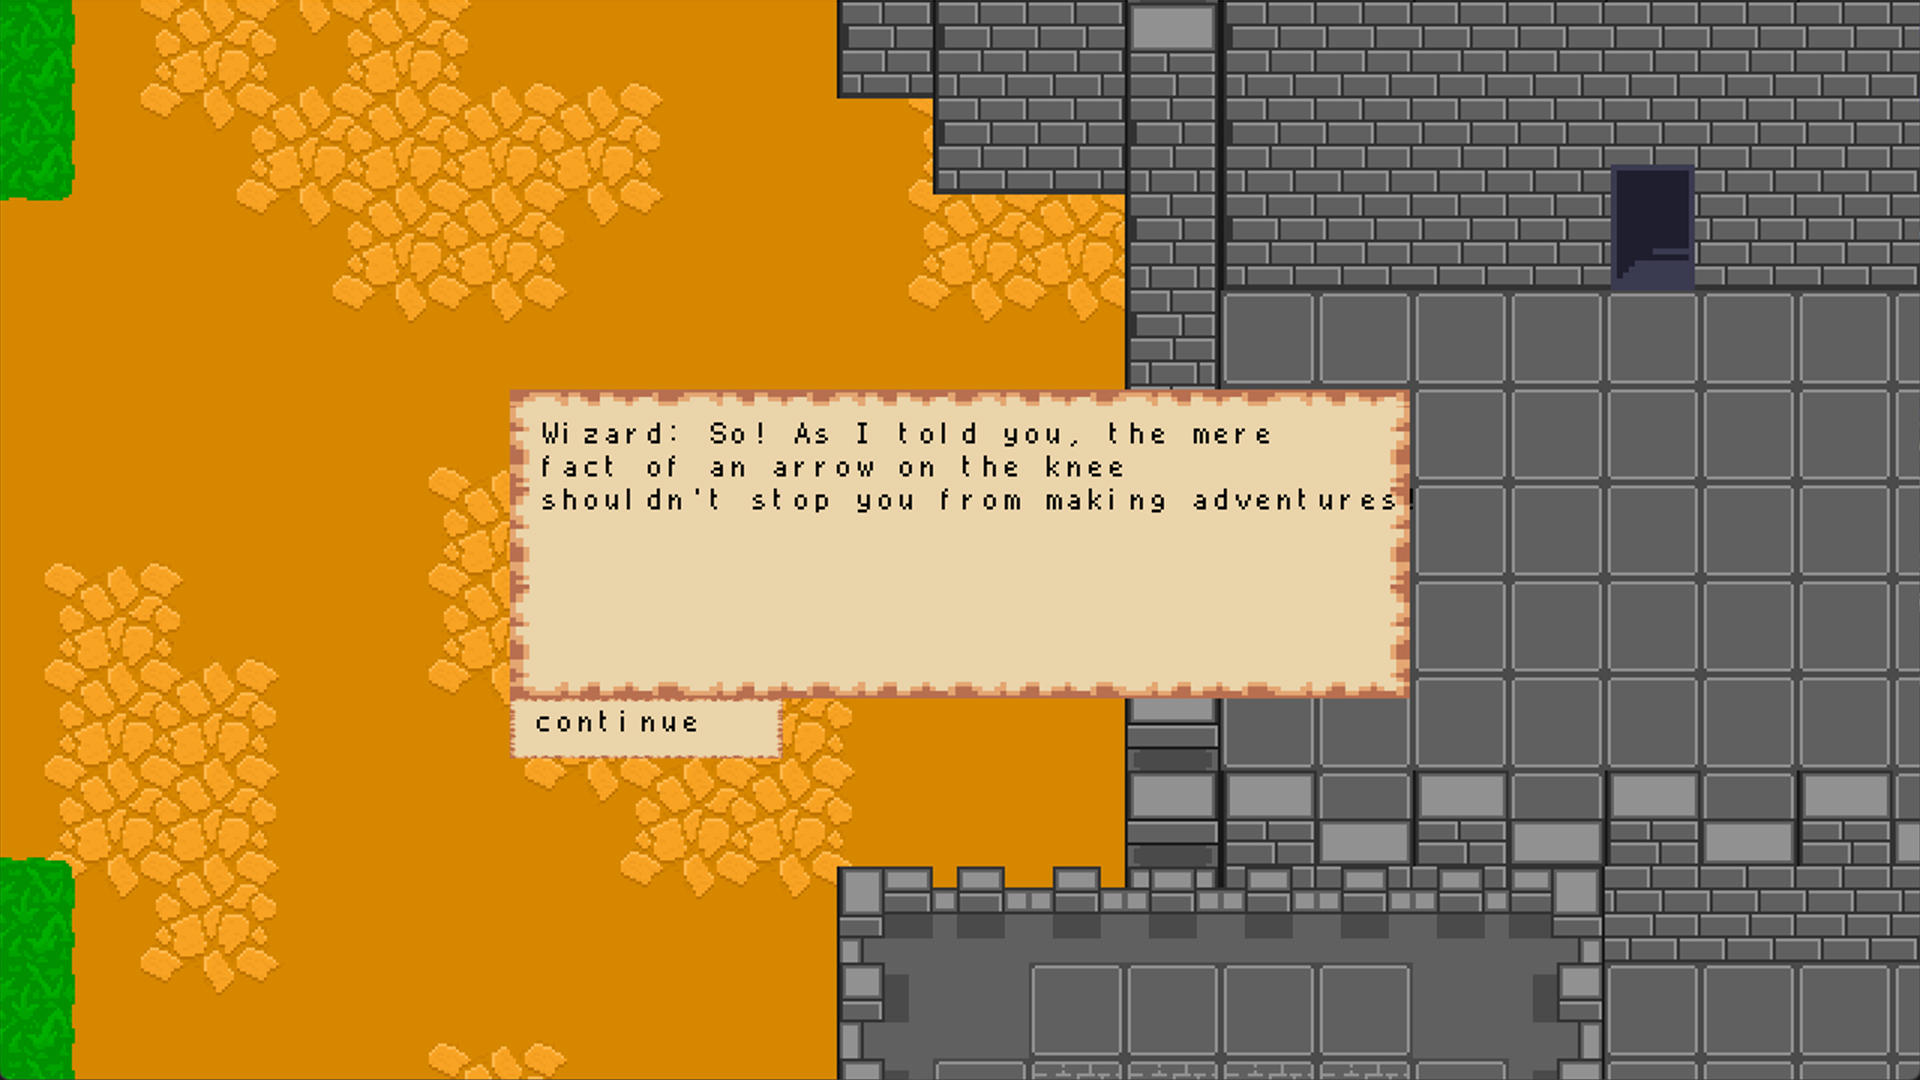 Wizard: So! As I told you, the mere
fact of an arrow on the knee
shouldn't stop you from making adventures!
continue